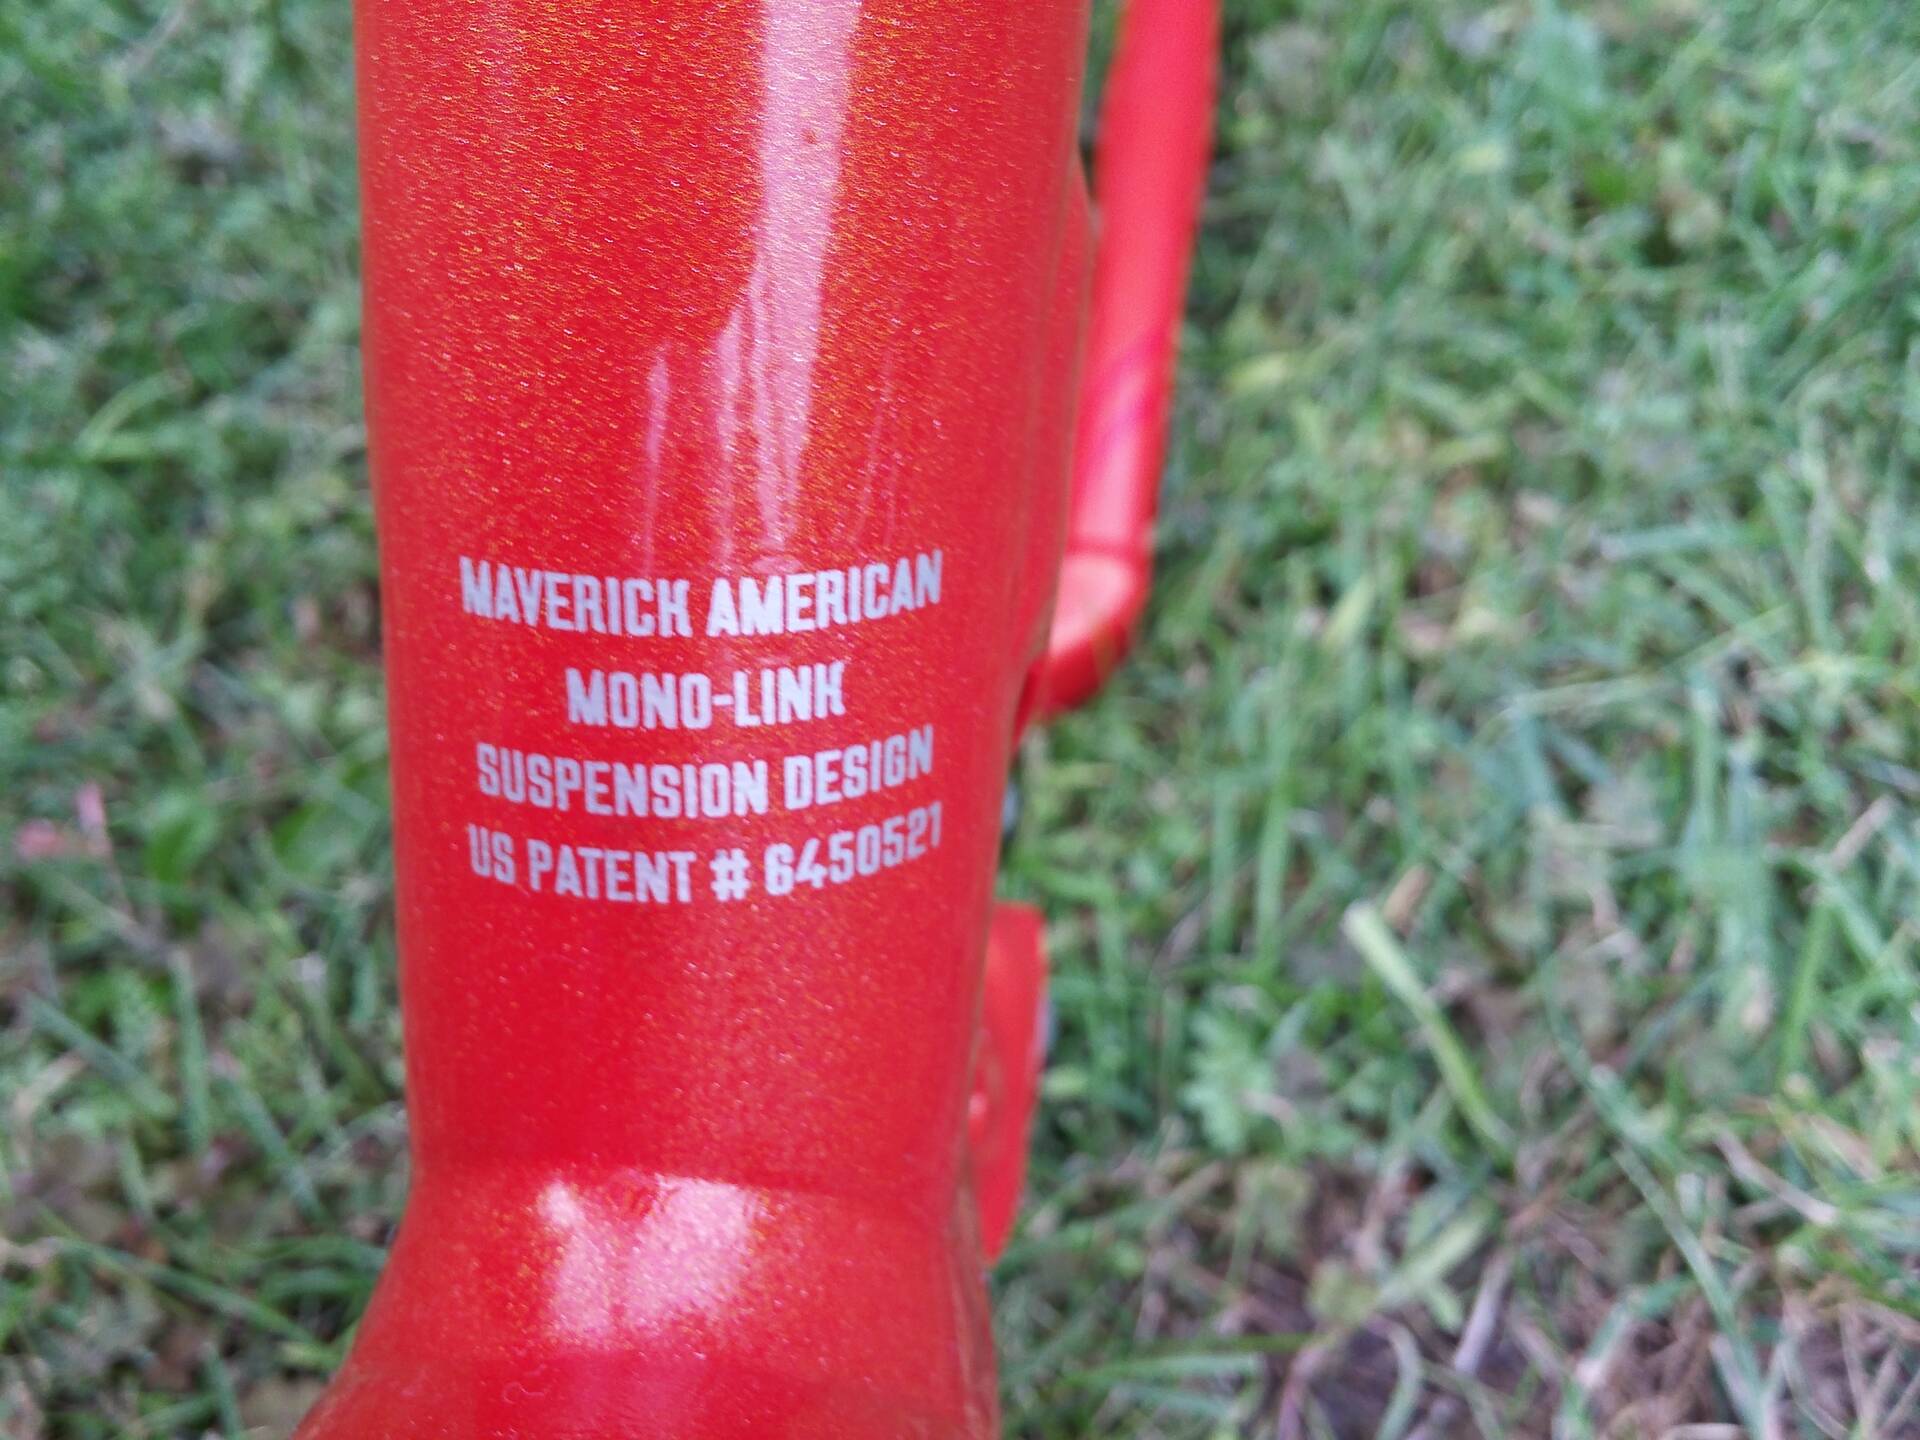 MAVERICK AMERICAN
MONO-LINK
SUSPENSION DESIGN
US PATENT # 6450521